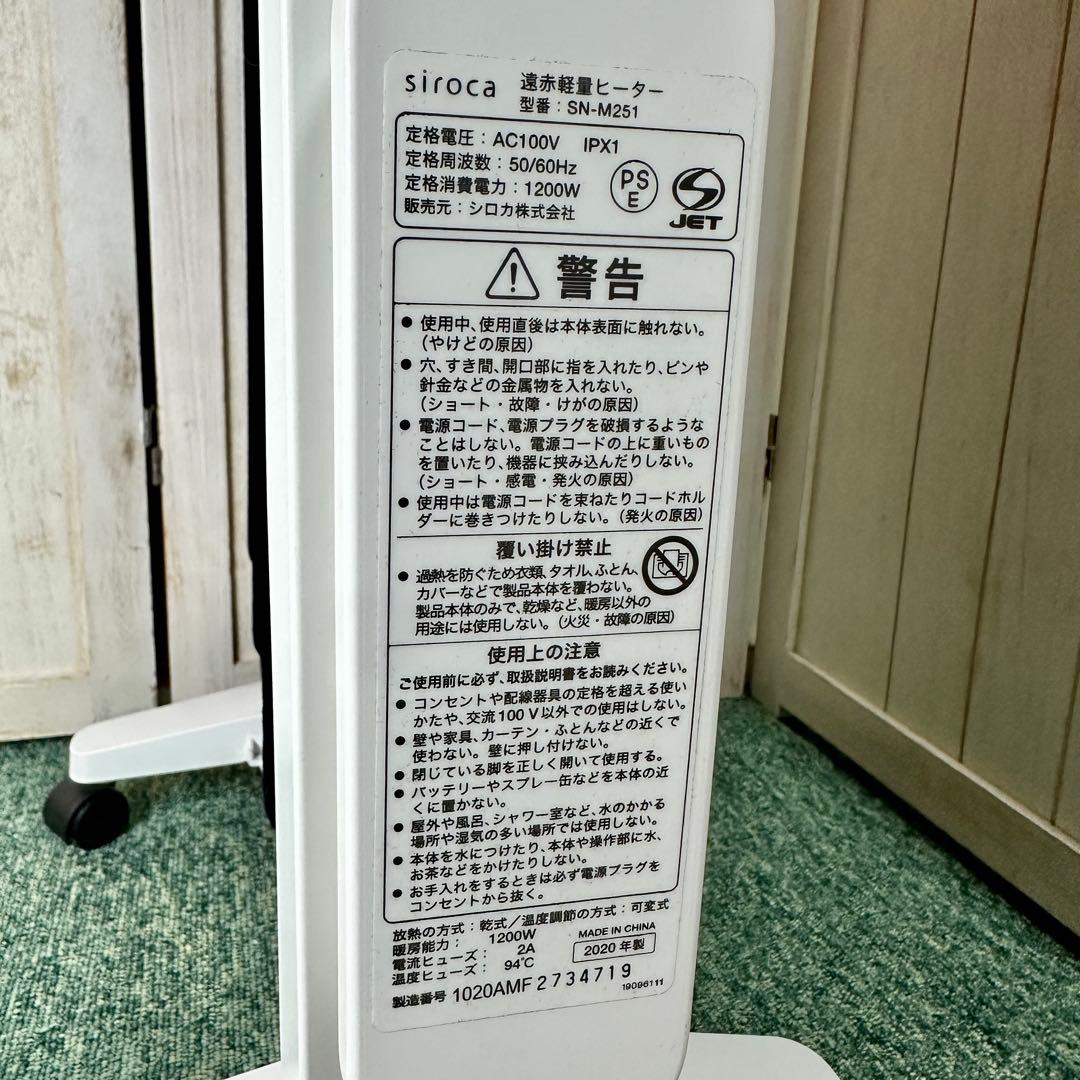 siroca 遠赤軽量ヒーター
型番：SN-M251
定格電圧：AC100V IPX1
定格周波数：50/60Hz
定格消費電力：1200W
販売元：シロカ株式会社
PS
E
JET
警告
● 使用中、使用直後は本体表面に触れない。
（やけどの原因）
● 穴、すき間、開口部に指を入れたり、ピンや
針金などの金属物を入れない。
（ショート・故障・けがの原因）
● 電源コード、電源プラグを破損するような
ことはしない。電源コードの上に重いもの
を置いたり、機器に挟み込んだりしない。
（ショート・感電・発火の原因）
● 使用中は電源コードを束ねたりコードホル
ダーに巻きつけたりしない。（発火の原因）
覆い掛け禁止
● 過熱を防ぐため衣類、タオル、ふとん、
カバーなどで製品本体を覆わない。
製品本体のみで、乾燥など、暖房以外の
用途には使用しない。（火災・故障の原因）
使用上の注意
ご使用前に必ず、取扱説明書をお読みください。
● コンセントや配線器具の定格を超える使い
かたや、交流100V以外での使用はしない。
● 壁や家具、カーテン・ふとんなどの近くで
使わない。壁に押し付けない。
● 閉じている脚を正しく開いて使用する。
● バッテリーやスプレー缶などを本体の近
くに置かない。
● 屋外や風呂、シャワー室など、水のかかる
場所や湿気の多い場所では使用しない。
● 本体を水につけたり、本体や操作部に水、
お茶などをかけたりしない。
● お手入れをするときは必ず電源プラグを
コンセントから抜く。
放熱の方式：乾式／温度調節の方式：可変式
暖房能力： 1200W MADE IN CHINA
電流ヒューズ： 2A 2020年製
温度ヒューズ： 94℃
製造番号 1020AMF2734719 19096111